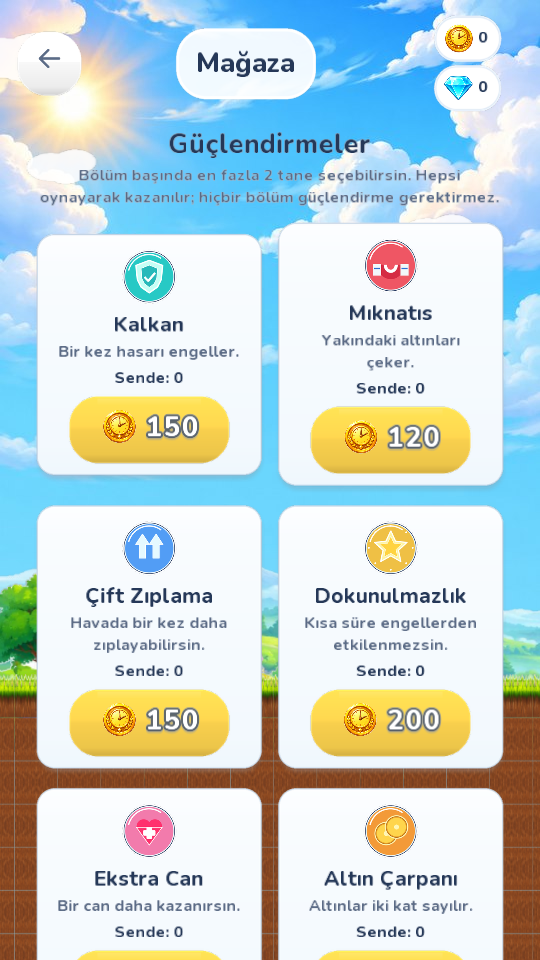 Mağaza
0
0
Güçlendirmeler
Bölüm başında en fazla 2 tane seçebilirsin. Hepsi
oynayarak kazanılır; hiçbir bölüm güçlendirme gerektirmez.
Kalkan
Bir kez hasarı engeller.
Sende: 0
150
Mıknatıs
Yakındaki altınları
çeker.
Sende: 0
120
Çift Zıplama
Havada bir kez daha
zıplayabilirsin.
Sende: 0
150
Dokunulmazlık
Kısa süre engellerden
etkilenmezsin.
Sende: 0
200
Ekstra Can
Bir can daha kazanırsın.
Sende: 0
Altın Çarpanı
Altınlar iki kat sayılır.
Sende: 0